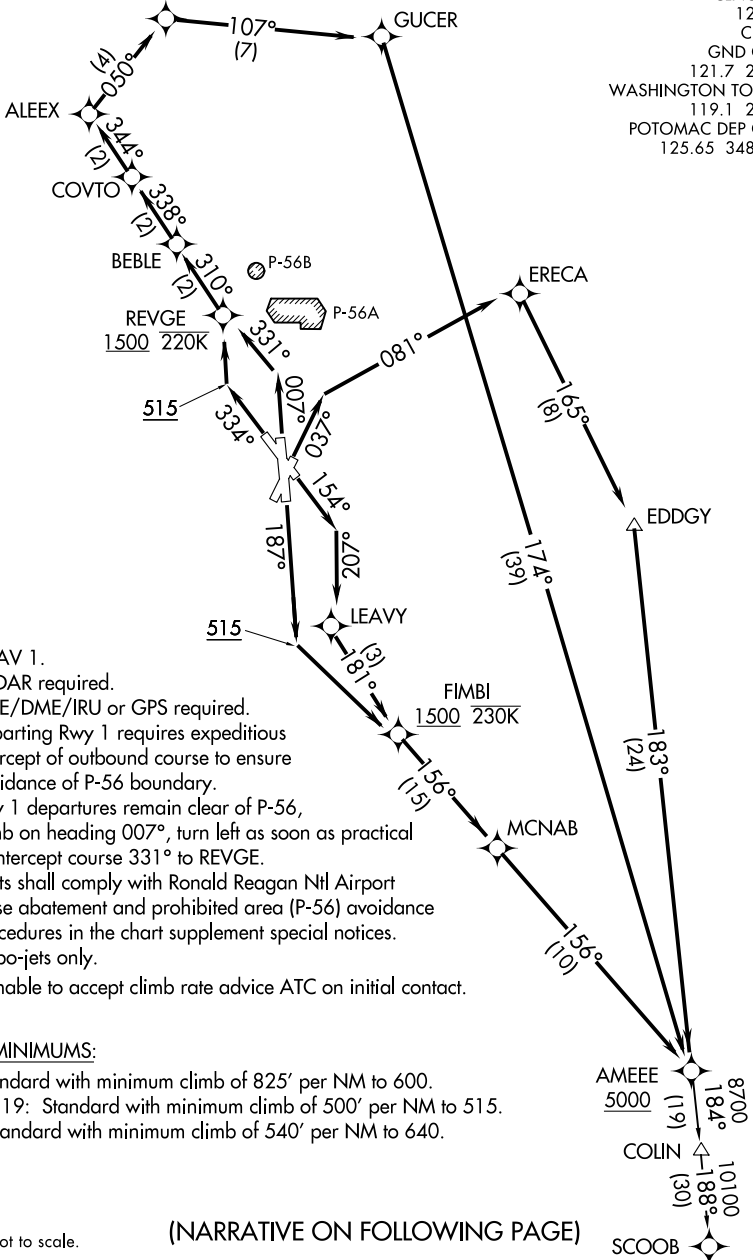 12
C
GND
121.7 2
WASHINGTON TO
119.1 2
POTOMAC DEP
125.65 348
107°
(7)
GUCER
(4)
050°
ALEEX
344°
(2)
COVTO
338°
(2)
BEBLE
310°
(2)
P-56B
P-56A
REVGE
1500 220K
331°
ERECA
081°
515
334°
007°
037°
165°
(8)
154°
187°
207°
EDDGY
174°
(39)
LEAVY
515
(3)
181°
FIMBI
1500 230K
183°
(24)
156°
(15)
MCNAB
156°
(10)
AV 1.
DAR required.
E/DME/IRU or GPS required.
parting Rwy 1 requires expeditious
rcept of outbound course to ensure
idance of P-56 boundary.
y 1 departures remain clear of P-56,
mb on heading 007°, turn left as soon as practical
ntercept course 331° to REVGE.
ts shall comply with Ronald Reagan Ntl Airport
se abatement and prohibited area (P-56) avoidance
cedures in the chart supplement special notices.
bo-jets only.
nable to accept climb rate advice ATC on initial contact.
MINIMUMS:
ndard with minimum climb of 825' per NM to 600.
19: Standard with minimum climb of 500' per NM to 515.
tandard with minimum climb of 540' per NM to 640.
AMEEE
5000
8700
184°
(19)
COLIN
10100
188°
(30)
SCOOB
ot to scale.
(NARRATIVE ON FOLLOWING PAGE)